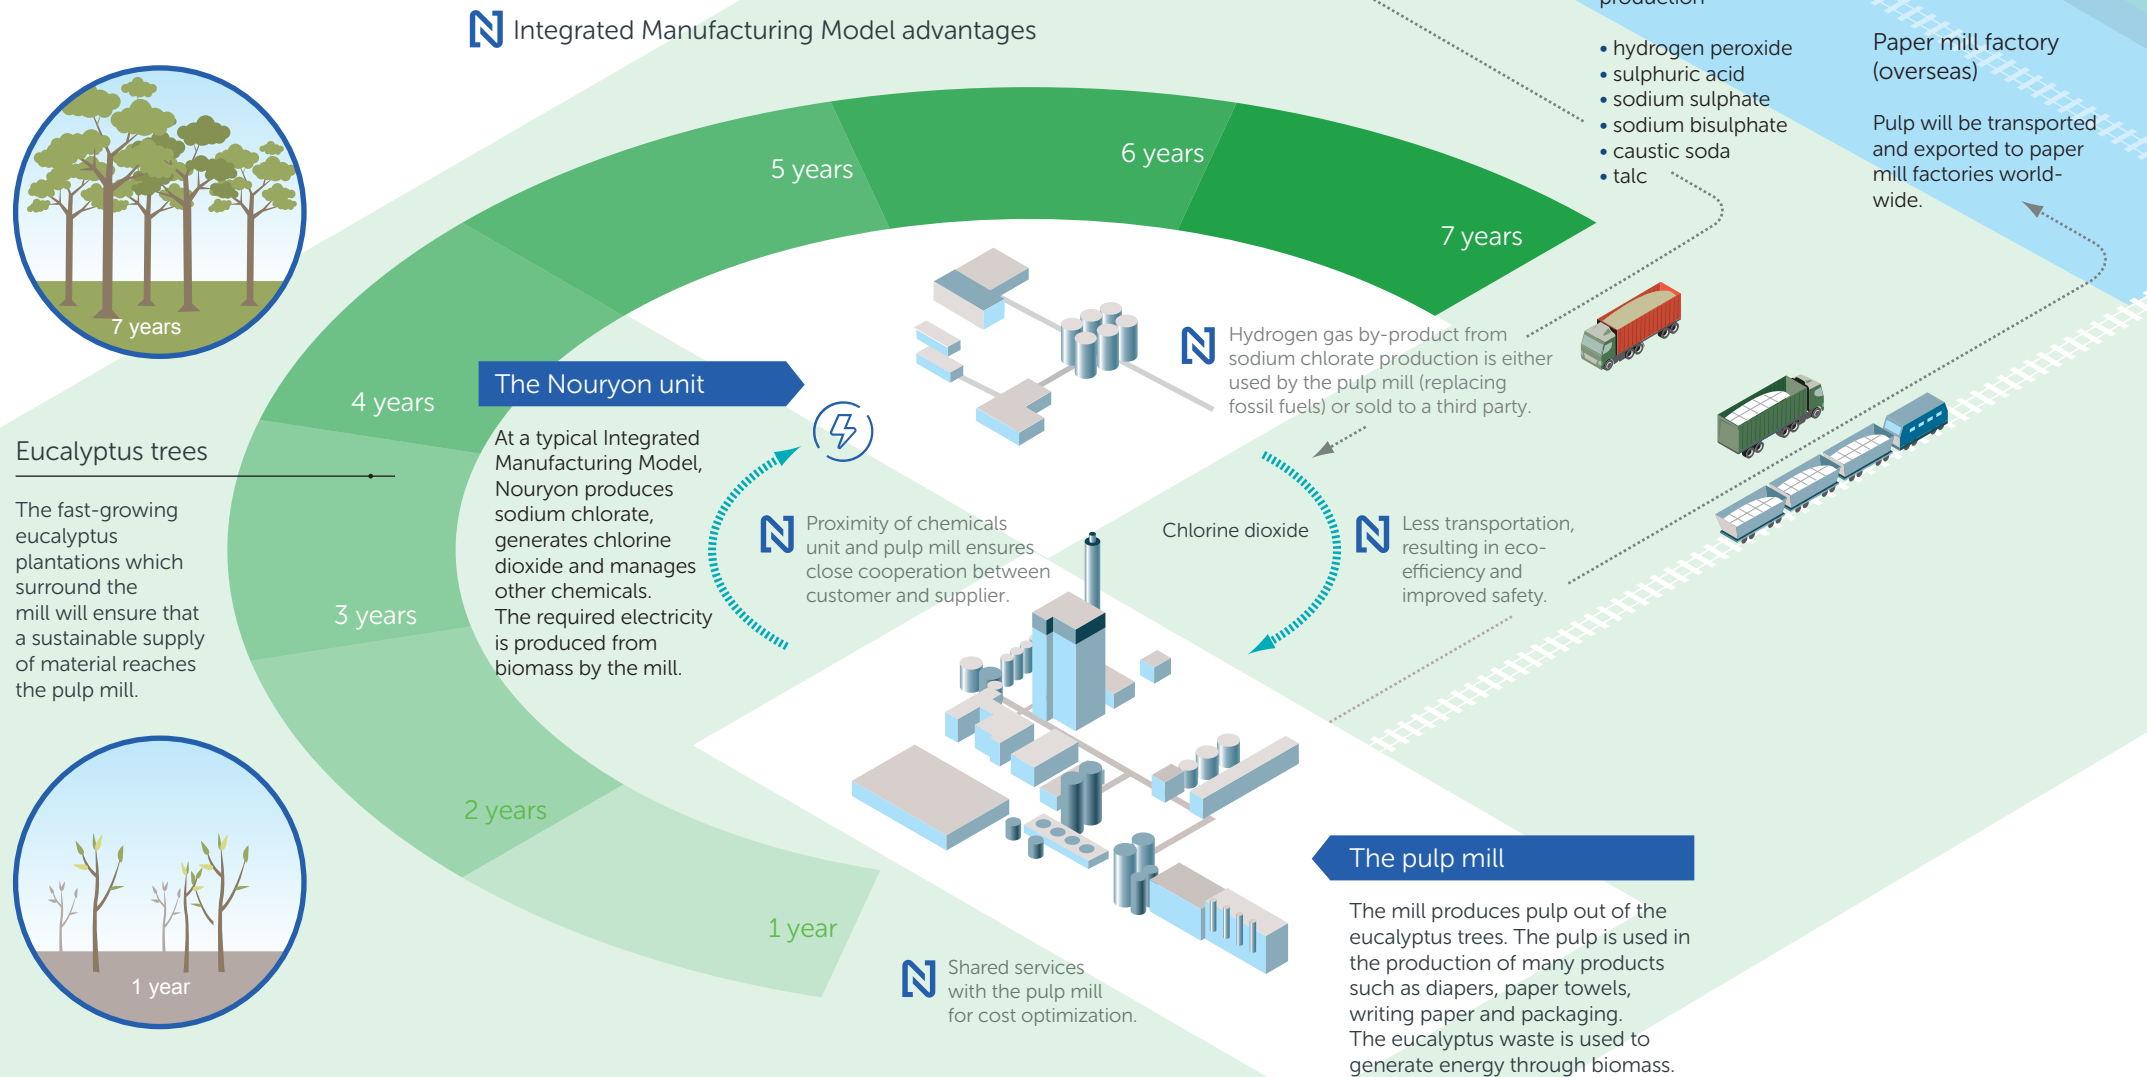 Integrated Manufacturing Model advantages
production
• hydrogen peroxide
• sulphuric acid
• sodium sulphate
• sodium bisulphate
• caustic soda
• talc
Paper mill factory
(overseas)
Pulp will be transported
and exported to paper
mill factories world-
wide.
7 years
5 years
6 years
7 years
4 years
3 years
2 years
1 year
Eucalyptus trees
The fast-growing
eucalyptus
plantations which
surround the
mill will ensure that
a sustainable supply
of material reaches
the pulp mill.
1 year
The Nouryon unit
At a typical Integrated
Manufacturing Model,
Nouryon produces
sodium chlorate,
generates chlorine
dioxide and manages
other chemicals.
The required electricity
is produced from
biomass by the mill.
Hydrogen gas by-product from
sodium chlorate production is either
used by the pulp mill (replacing
fossil fuels) or sold to a third party.
Proximity of chemicals
unit and pulp mill ensures
close cooperation between
customer and supplier.
Chlorine dioxide
Less transportation,
resulting in eco-
efficiency and
improved safety.
Shared services
with the pulp mill
for cost optimization.
The pulp mill
The mill produces pulp out of the
eucalyptus trees. The pulp is used in
the production of many products
such as diapers, paper towels,
writing paper and packaging.
The eucalyptus waste is used to
generate energy through biomass.